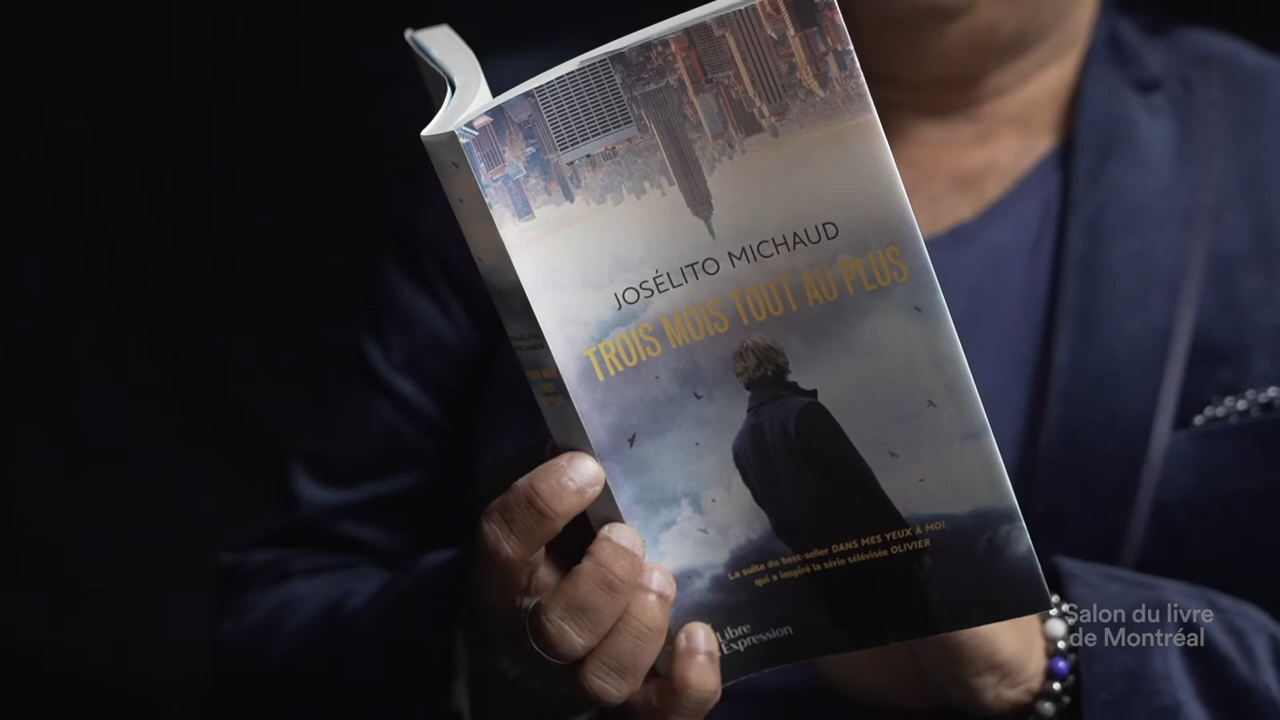 JOSÉLITO MICHAUD
TROIS MOIS TOUT AU PLUS
La suite du best-seller DANS MES YEUX À MOI,
qui a inspiré la série télévisée OLIVIER
Libre
Expression
Salon du livre
de Montréal